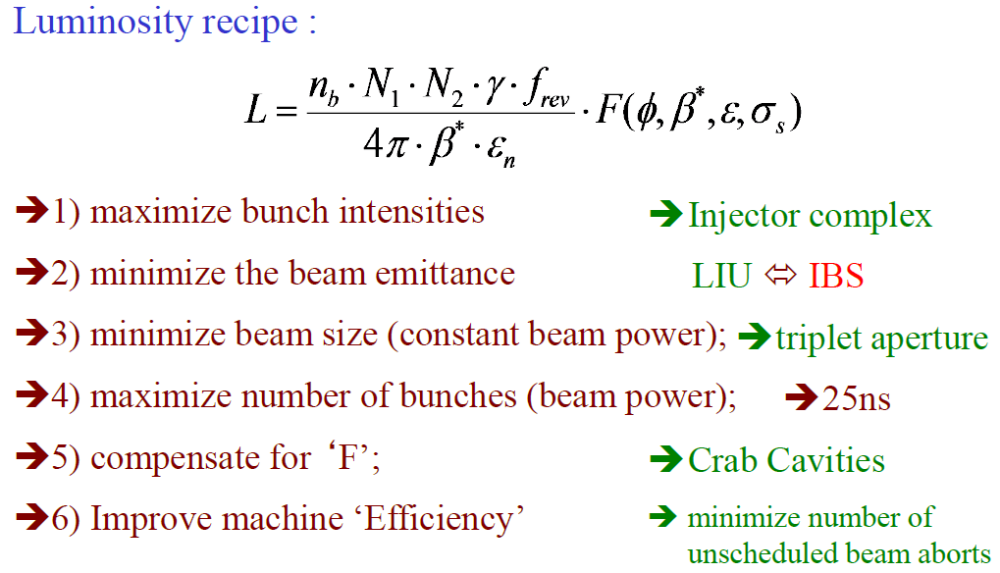 Luminosity recipe :
L = \frac{n_b \cdot N_1 \cdot N_2 \cdot \gamma \cdot f_{rev}}{4\pi \cdot \beta^* \cdot \varepsilon_n} \cdot F(\phi, \beta^*, \varepsilon, \sigma_s)
➔1) maximize bunch intensities ➔Injector complex
➔2) minimize the beam emittance LIU ⬄ IBS
➔3) minimize beam size (constant beam power); ➔triplet aperture
➔4) maximize number of bunches (beam power); ➔25ns
➔5) compensate for ‘F’; ➔Crab Cavities
➔6) Improve machine ‘Efficiency’ ➔ minimize number of
unscheduled beam aborts